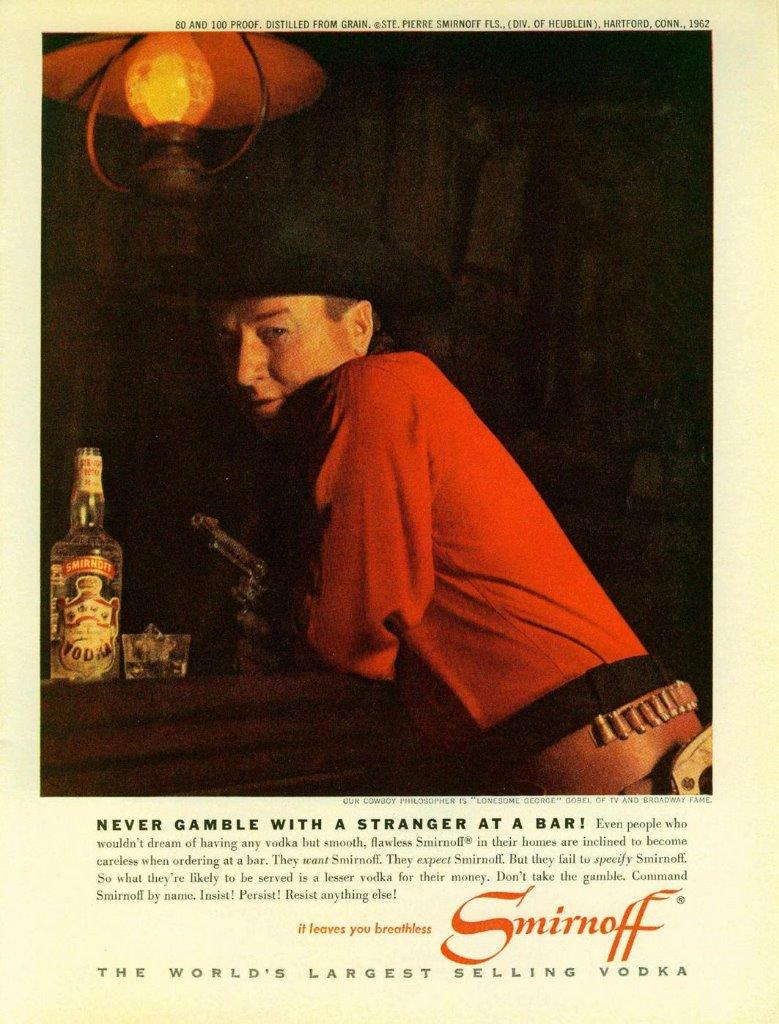 80 AND 100 PROOF. DISTILLED FROM GRAIN. ©STE. PIERRE SMIRNOFF FLS., (DIV. OF HEUBLEIN), HARTFORD, CONN., 1962
SMIRNOFF
VODKA
OUR COWBOY PHILOSOPHER IS "LONESOME GEORGE" GOBEL OF TV AND BROADWAY FAME.
NEVER GAMBLE WITH A STRANGER AT A BAR! Even people who
wouldn't dream of having any vodka but smooth, flawless Smirnoff® in their homes are inclined to become
careless when ordering at a bar. They want Smirnoff. They expect Smirnoff. But they fail to specify Smirnoff.
So what they're likely to be served is a lesser vodka for their money. Don't take the gamble. Command
Smirnoff by name. Insist! Persist! Resist anything else!
it leaves you breathless Smirnoff®
THE WORLD'S LARGEST SELLING VODKA